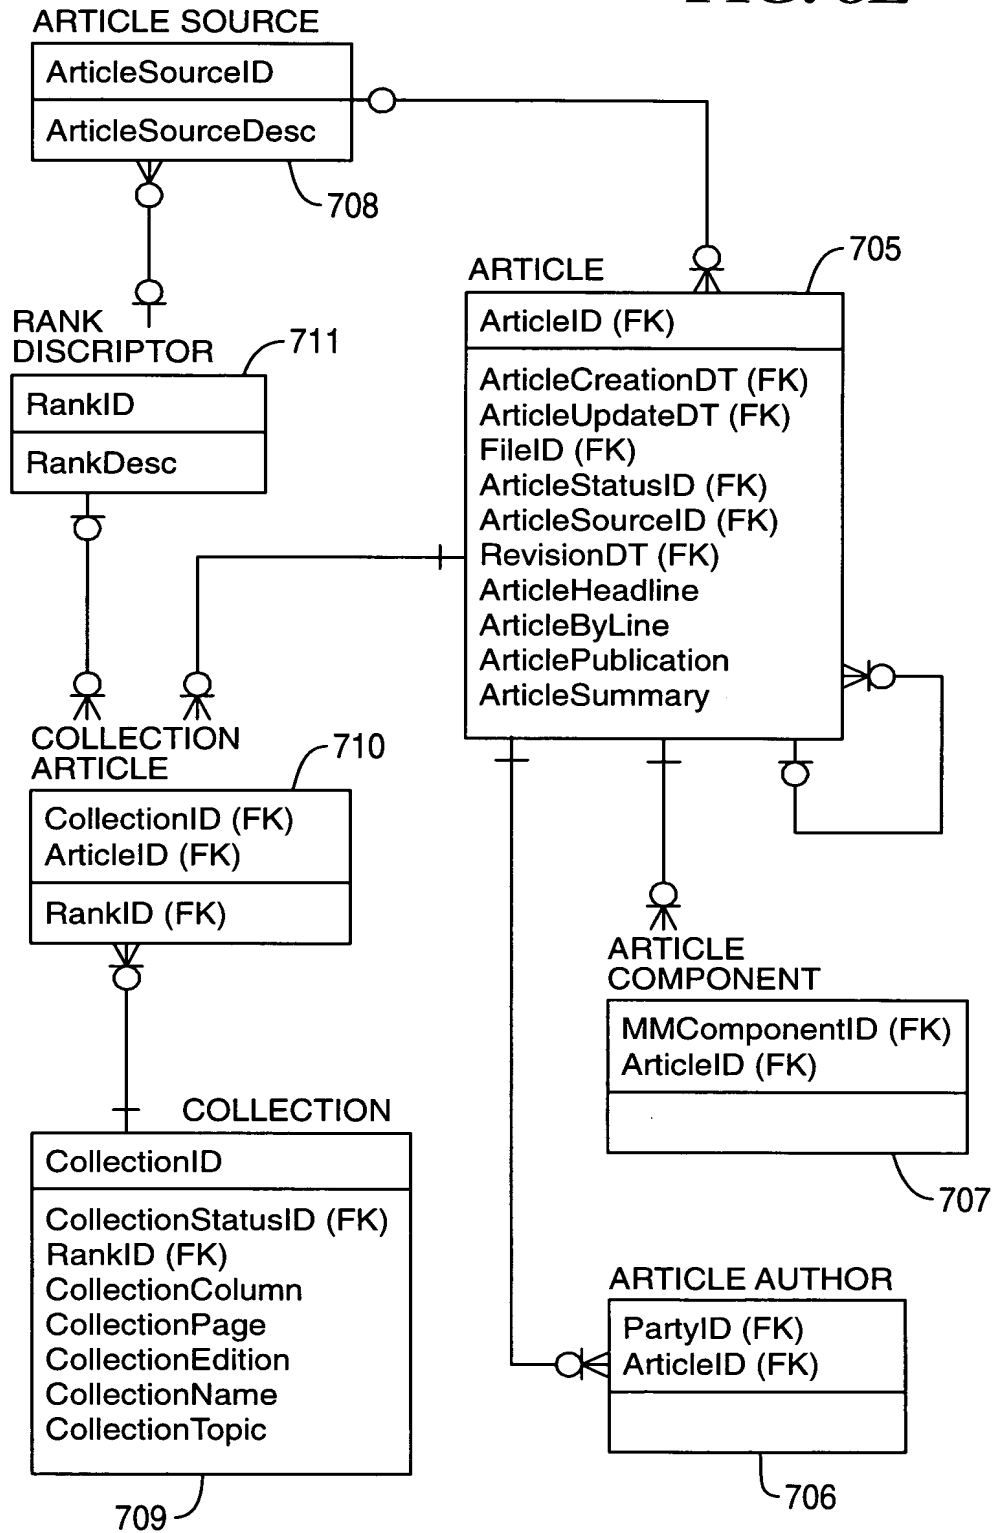 ARTICLE SOURCE
ArticleSourceID
ArticleSourceDesc
708
705
ARTICLE
ArticleID (FK)
ArticleCreationDT (FK)
ArticleUpdateDT (FK)
FileID (FK)
ArticleStatusID (FK)
ArticleSourceID (FK)
RevisionDT (FK)
ArticleHeadline
ArticleByLine
ArticlePublication
ArticleSummary
RANK
DISCRIPTOR
711
RankID
RankDesc
COLLECTION
ARTICLE
710
CollectionID (FK)
ArticleID (FK)
RankID (FK)
ARTICLE
COMPONENT
MMComponentID (FK)
ArticleID (FK)
707
COLLECTION
CollectionID
CollectionStatusID (FK)
RankID (FK)
CollectionColumn
CollectionPage
CollectionEdition
CollectionName
CollectionTopic
709
ARTICLE AUTHOR
PartyID (FK)
ArticleID (FK)
706